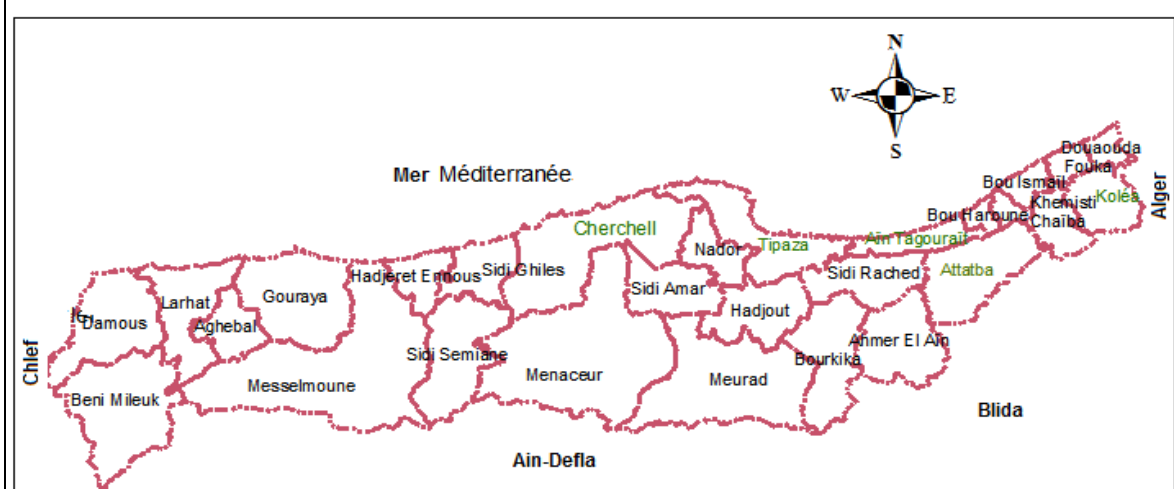 N
W
E
S
Mer Méditerranée
Douaouda
Fouka
Bou Ismaïl
Koléa
Khemisti
Chaïba
Alger
Bou Haroune
Cherchell
Nador
Tipaza
Aïn Tagourait
Sidi Rached
Attatba
Hadjeret Ennous
Sidi Ghiles
Sidi Amar
Larhat
Gouraya
Hadjout
Damous
Aghebal
Ahmer El Aïn
Sidi Semiane
Bourkika
Chlef
Beni Mileuk
Messelmoune
Menaceur
Meurad
Blida
Ain-Defla